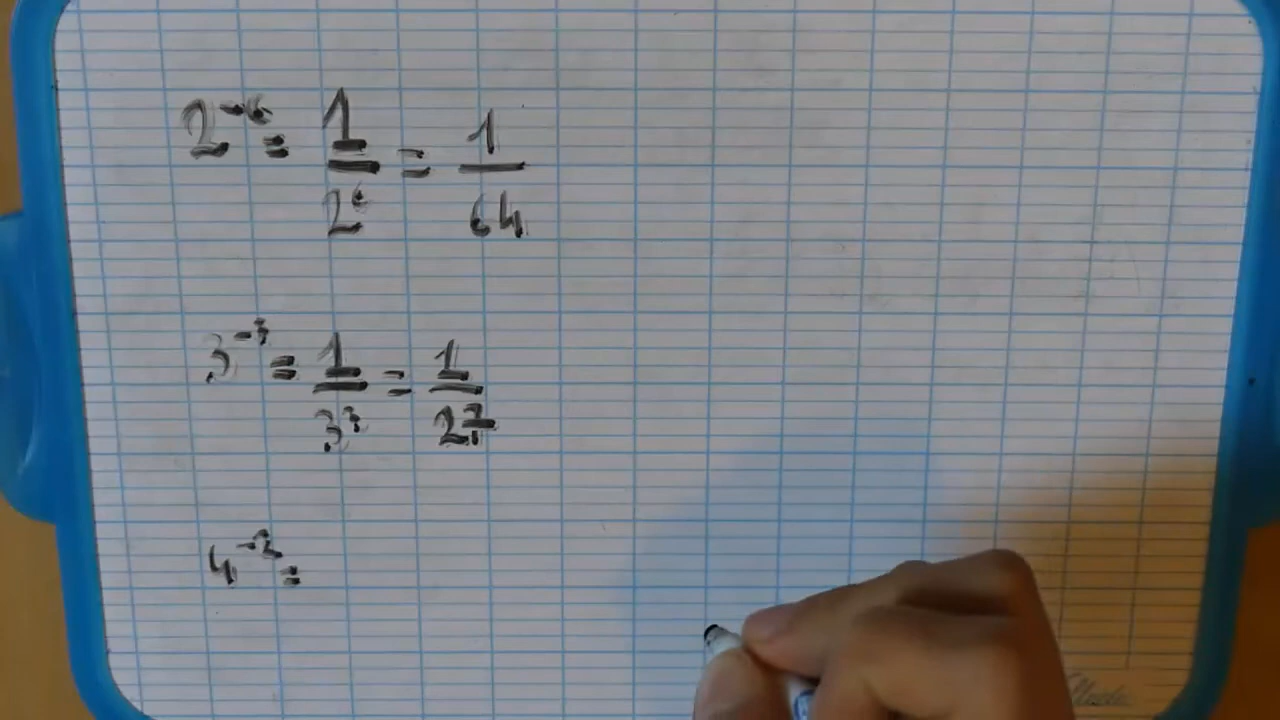 2⁻⁶ = 1/2⁶ = 1/64
3⁻³ = 1/3³ = 1/27
4⁻² =